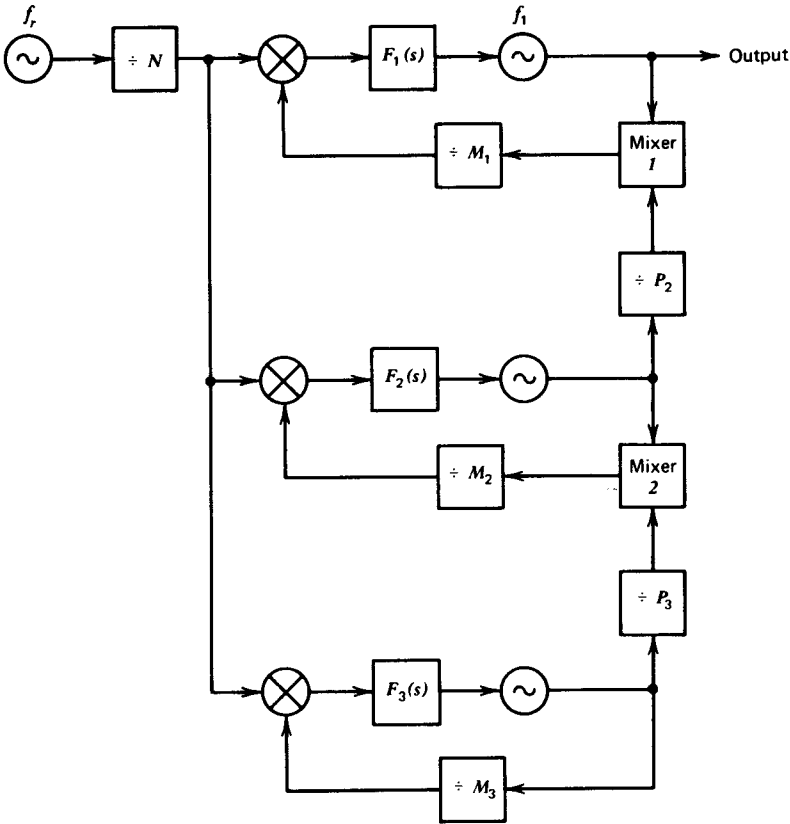 f_r
f_1
÷ N
F_1(s)
Output
÷ M_1
Mixer
1
÷ P_2
F_2(s)
÷ M_2
Mixer
2
÷ P_3
F_3(s)
÷ M_3